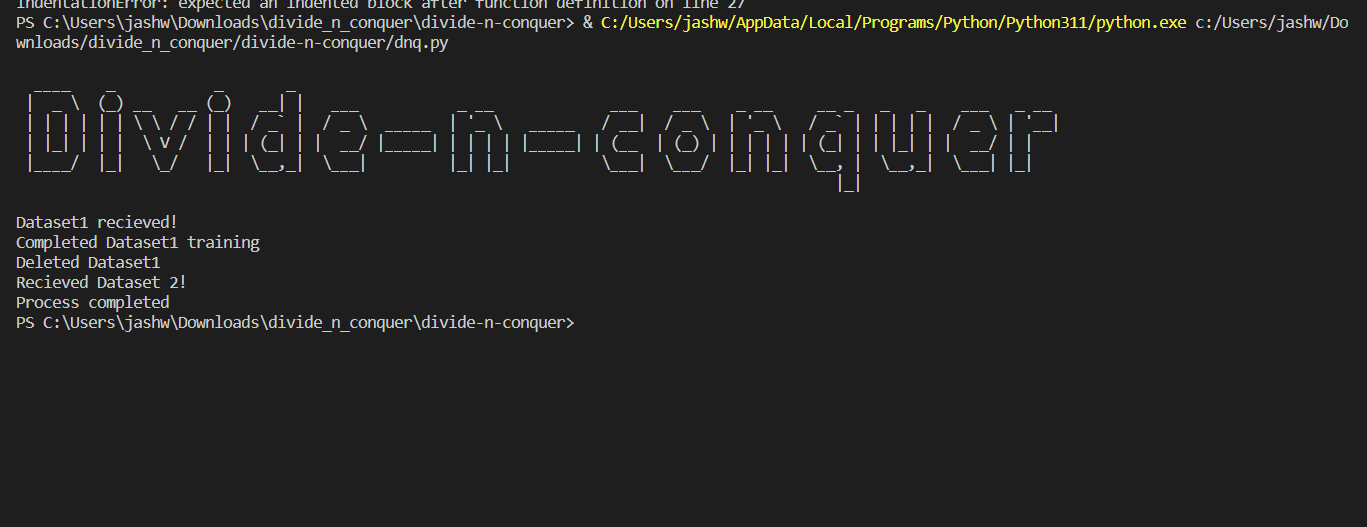 IndentationError: expected an indented block after function definition on line 27
PS C:\Users\jashw\Downloads\divide_n_conquer\divide-n-conquer> & C:/Users/jashw/AppData/Local/Programs/Python/Python311/python.exe c:/Users/jashw/Do
wnloads/divide_n_conquer/divide-n-conquer/dnq.py
Divide-n-conquer
Dataset1 recieved!
Completed Dataset1 training
Deleted Dataset1
Recieved Dataset 2!
Process completed
PS C:\Users\jashw\Downloads\divide_n_conquer\divide-n-conquer>